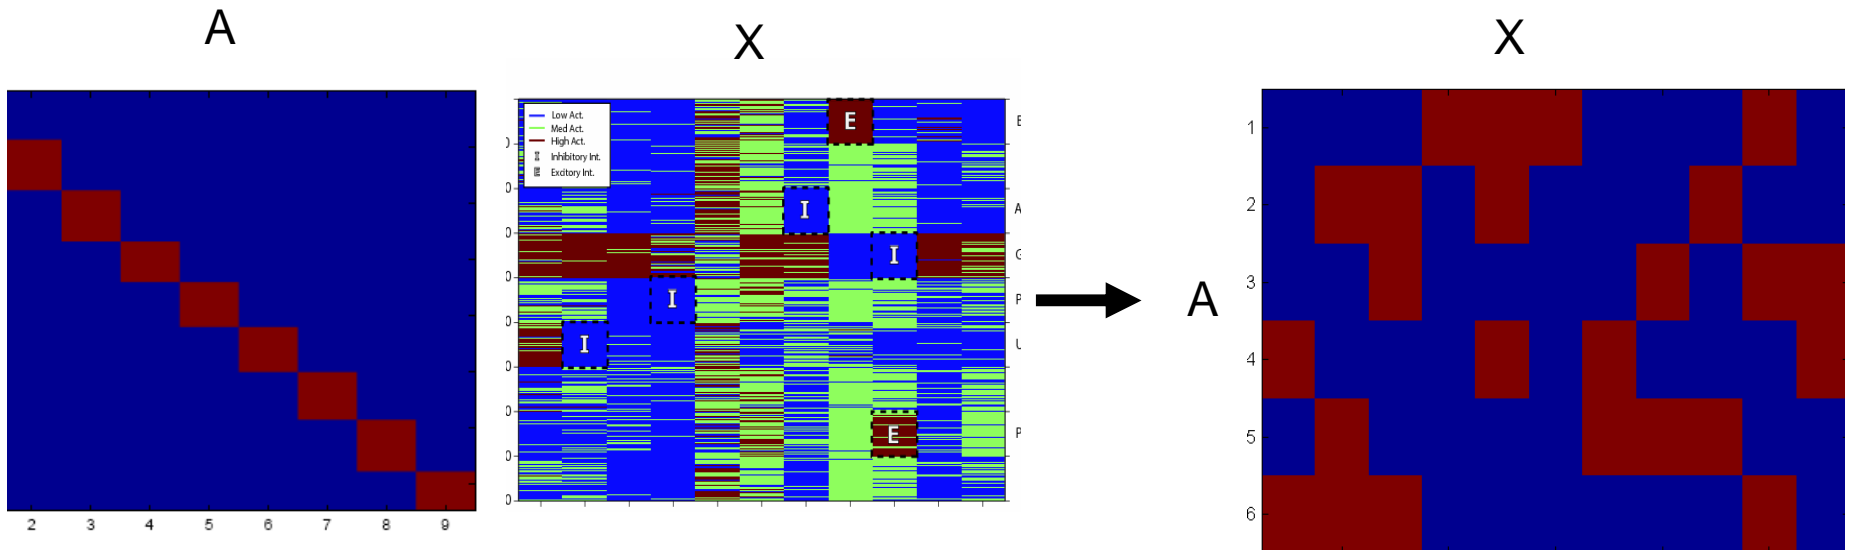 A
X
X
Low Act.
Med Act.
High Act.
I Inhibitory Int.
E Excitory Int.
E
I
I
I
I
E
A
G
P
U
P
A
2 3 4 5 6 7 8 9
1
2
3
4
5
6